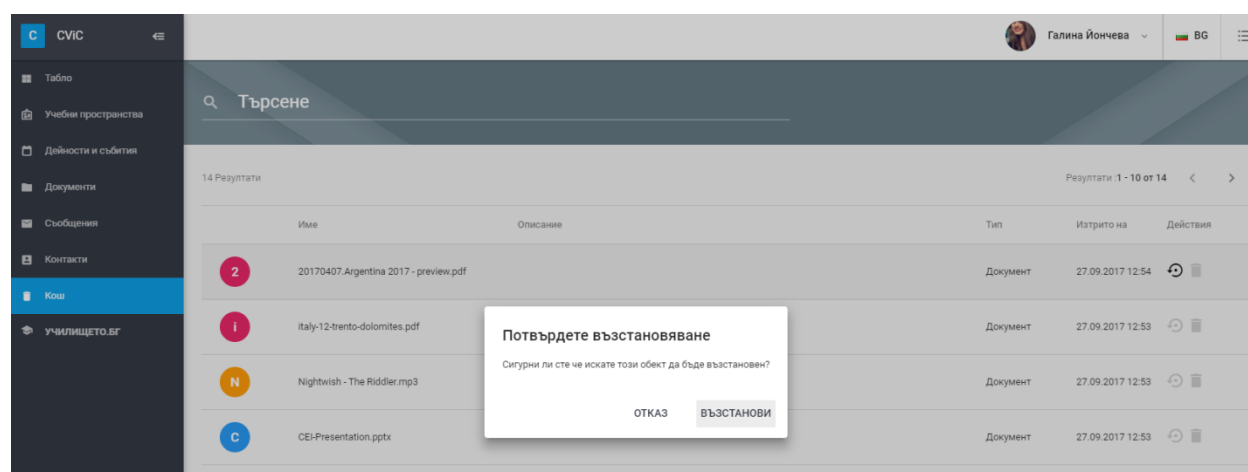 C CViC
Галина Йончева
BG
Табло
Учебни пространства
Дейности и събития
Документи
Съобщения
Контакти
Кош
УЧИЛИЩЕТО.БГ
Търсене
14 Резултати
Резултати :1 - 10 от 14
Име Описание Тип Изтрито на Действия
2 20170407.Argentina 2017 - preview.pdf Документ 27.09.2017 12:54
i italy-12-trento-dolomites.pdf Документ 27.09.2017 12:53
N Nightwish - The Riddler.mp3 Документ 27.09.2017 12:53
C CEI-Presentation.pptx Документ 27.09.2017 12:53
Потвърдете възстановяване
Сигурни ли сте че искате този обект да бъде възстановен?
ОТКАЗ ВЪЗСТАНОВИ